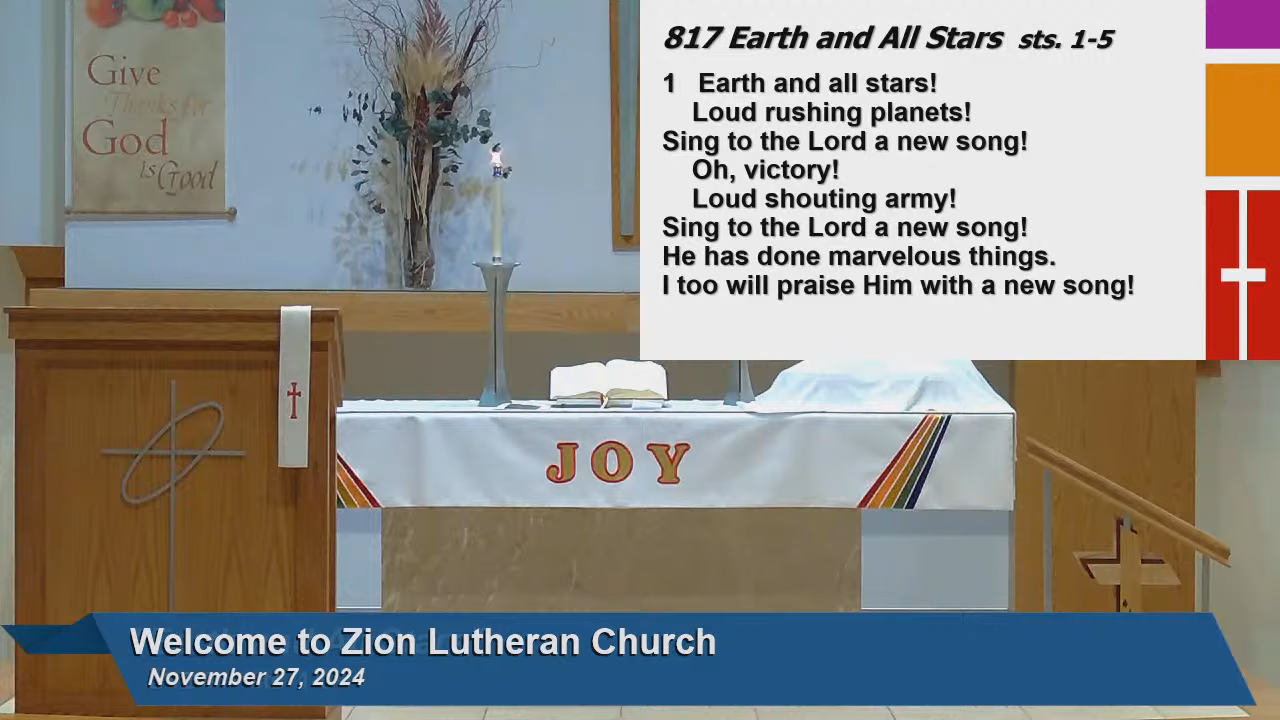 Give
Thanks for
God
is Good
817 Earth and All Stars sts. 1-5
1 Earth and all stars!
Loud rushing planets!
Sing to the Lord a new song!
Oh, victory!
Loud shouting army!
Sing to the Lord a new song!
He has done marvelous things.
I too will praise Him with a new song!
JOY
Welcome to Zion Lutheran Church
November 27, 2024